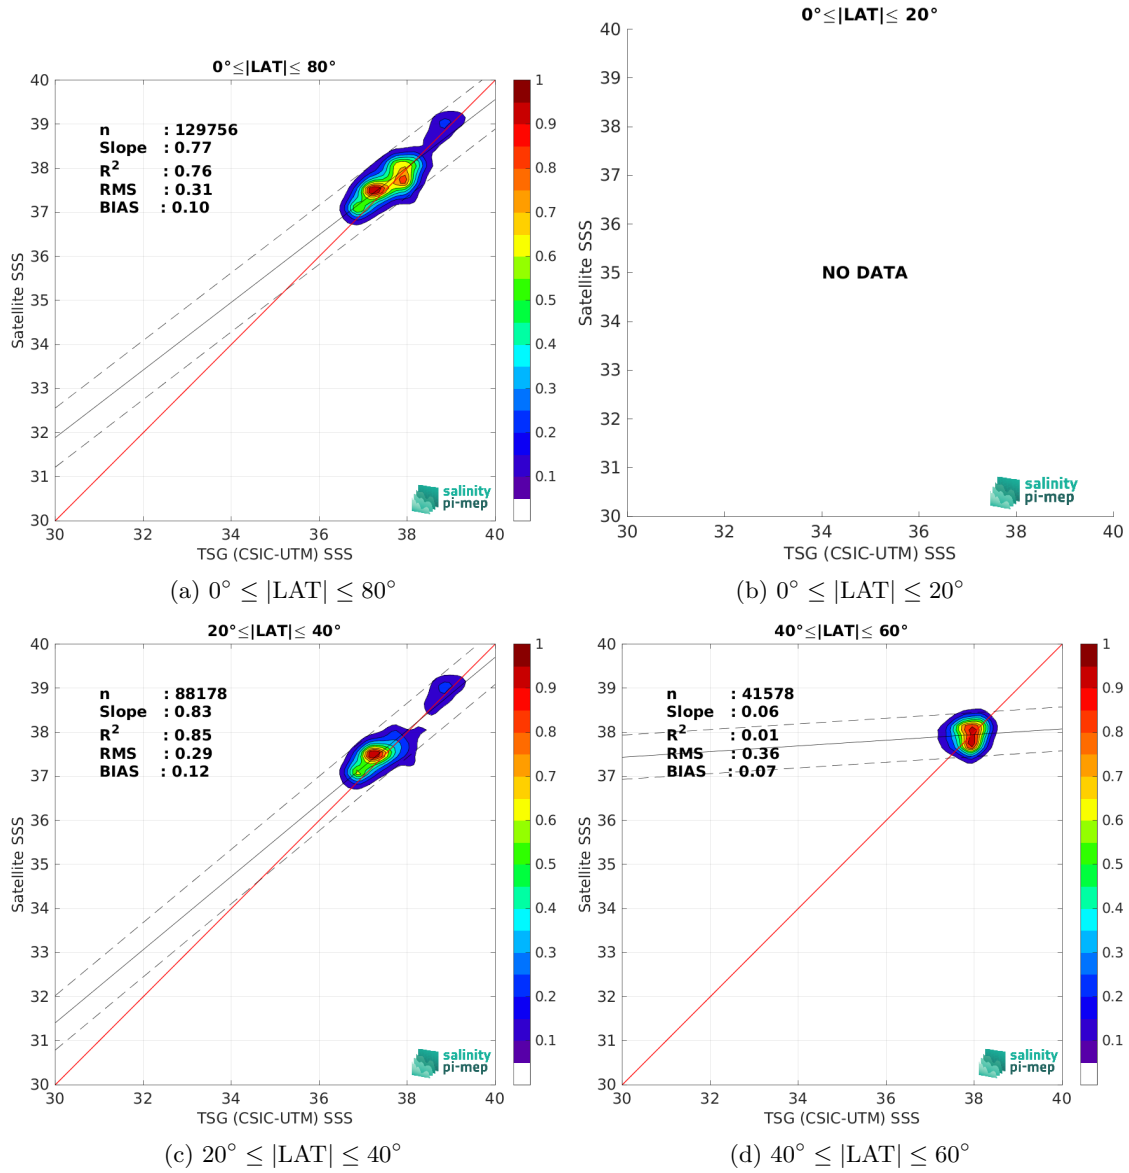 0°≤|LAT|≤ 80°
40
39
38
37
36
35
34
33
32
31
30
30 32 34 36 38 40
Satellite SSS
TSG (CSIC-UTM) SSS
n : 129756
Slope : 0.77
R² : 0.76
RMS : 0.31
BIAS : 0.10
1
0.9
0.8
0.7
0.6
0.5
0.4
0.3
0.2
0.1
salinity
pi-mep
(a) 0° ≤ |LAT| ≤ 80°
0°≤|LAT|≤ 20°
40
39
38
37
36
35
34
33
32
31
30
30 32 34 36 38 40
Satellite SSS
TSG (CSIC-UTM) SSS
NO DATA
salinity
pi-mep
(b) 0° ≤ |LAT| ≤ 20°
20°≤|LAT|≤ 40°
40
39
38
37
36
35
34
33
32
31
30
30 32 34 36 38 40
Satellite SSS
TSG (CSIC-UTM) SSS
n : 88178
Slope : 0.83
R² : 0.85
RMS : 0.29
BIAS : 0.12
1
0.9
0.8
0.7
0.6
0.5
0.4
0.3
0.2
0.1
salinity
pi-mep
(c) 20° ≤ |LAT| ≤ 40°
40°≤|LAT|≤ 60°
40
39
38
37
36
35
34
33
32
31
30
30 32 34 36 38 40
Satellite SSS
TSG (CSIC-UTM) SSS
n : 41578
Slope : 0.06
R² : 0.01
RMS : 0.36
BIAS : 0.07
1
0.9
0.8
0.7
0.6
0.5
0.4
0.3
0.2
0.1
salinity
pi-mep
(d) 40° ≤ |LAT| ≤ 60°